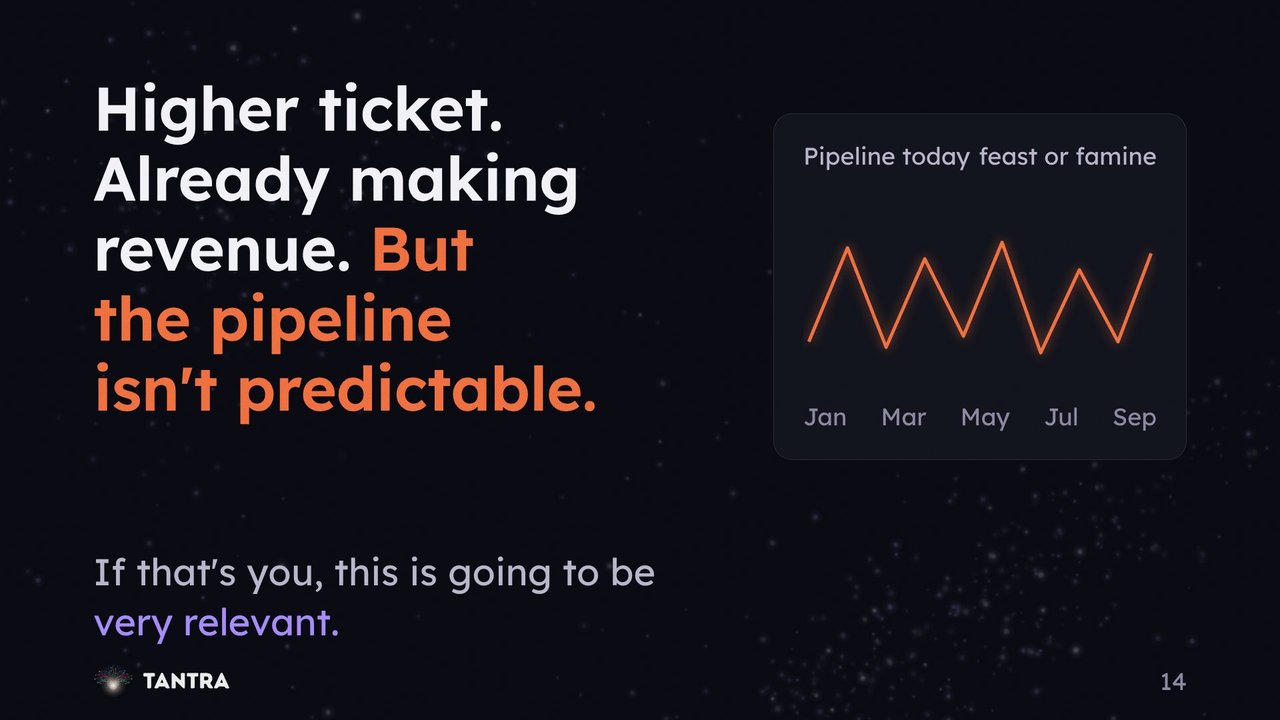 Higher ticket.
Already making
revenue. But
the pipeline
isn't predictable.
Pipeline today feast or famine
Jan Mar May Jul Sep
If that's you, this is going to be
very relevant.
TANTRA
14